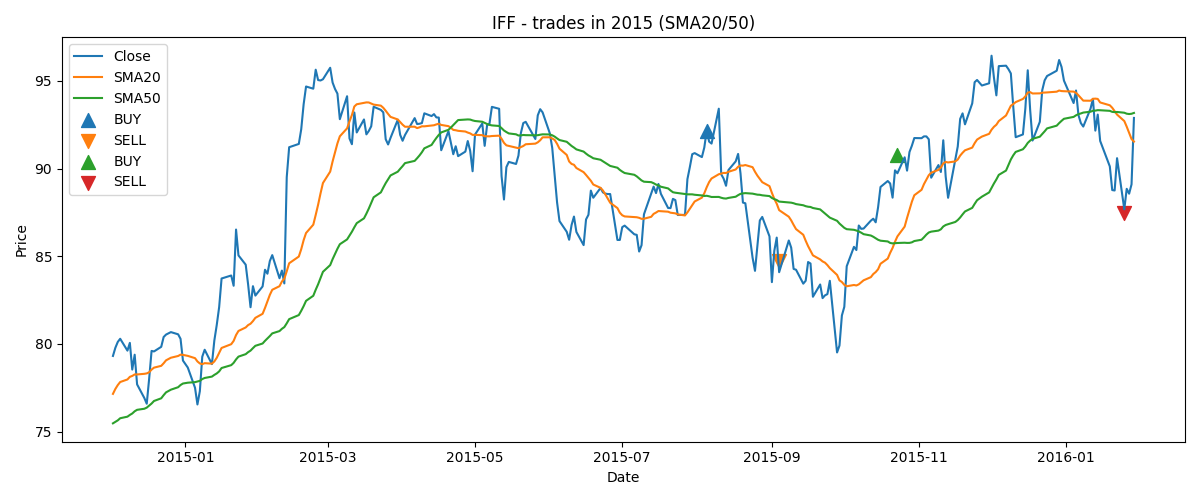 IFF - trades in 2015 (SMA20/50)
Close
SMA20
SMA50
BUY
SELL
BUY
SELL
Price
95
90
85
80
75
2015-01
2015-03
2015-05
2015-07
2015-09
2015-11
2016-01
Date